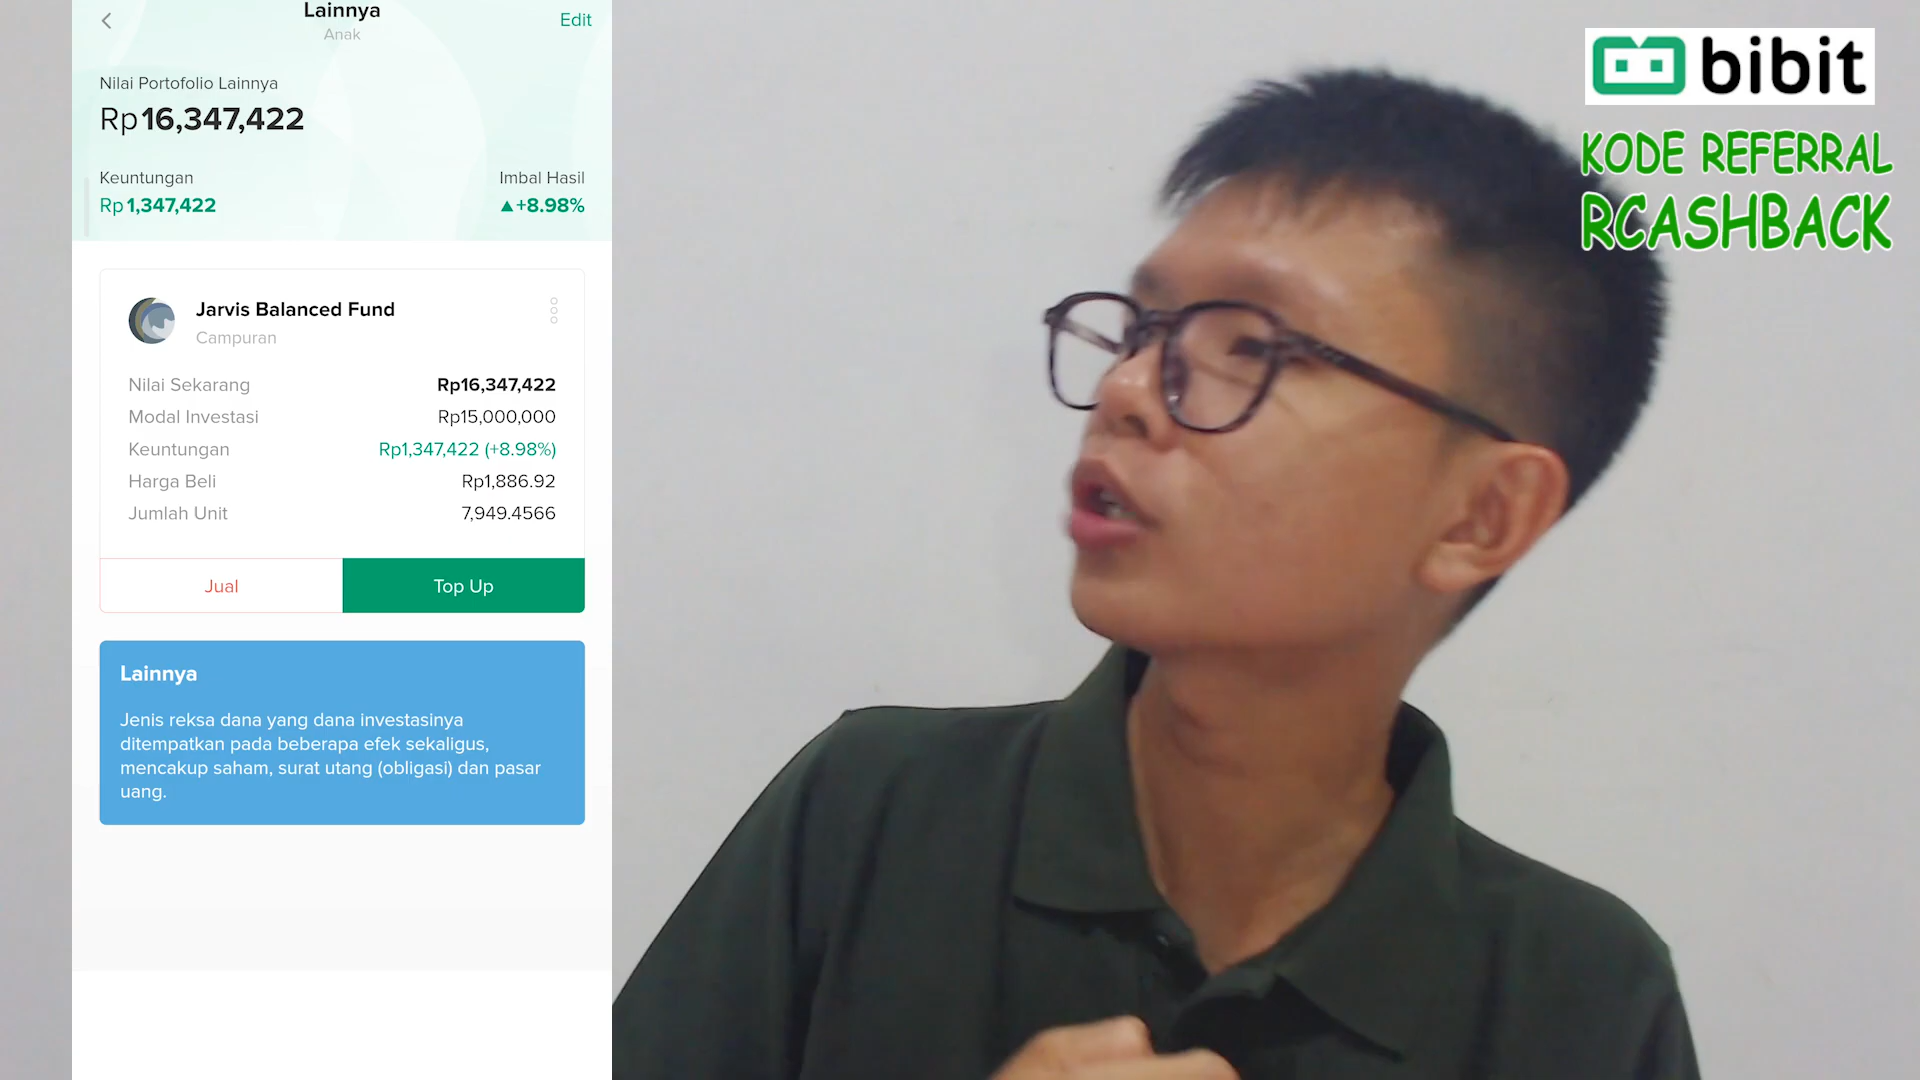 Lainnya
Edit
Anak
Nilai Portofolio Lainnya
Rp16,347,422
Keuntungan
Imbal Hasil
Rp1,347,422
▲+8.98%
Jarvis Balanced Fund
Campuran
Nilai Sekarang
Rp16,347,422
Modal Investasi
Rp15,000,000
Keuntungan
Rp1,347,422 (+8.98%)
Harga Beli
Rp1,886.92
Jumlah Unit
7,949.4566
Jual
Top Up
Lainnya
Jenis reksa dana yang dana investasinya
ditempatkan pada beberapa efek sekaligus,
mencakup saham, surat utang (obligasi) dan pasar
uang.
bibit
KODE REFERRAL
RCASHBACK